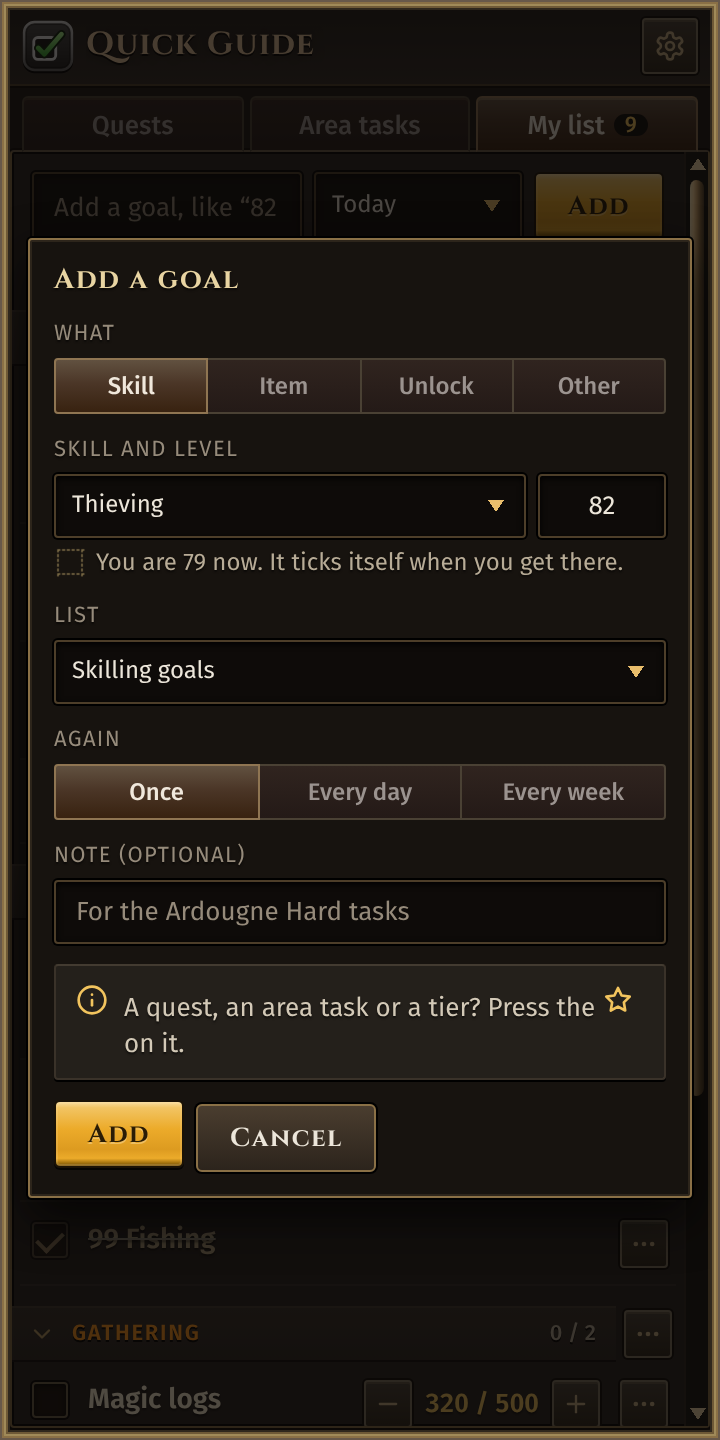 Quick Guide
Quests
Area tasks
My list 9
Add a goal, like “82
Today
Add
Add a goal
WHAT
Skill
Item
Unlock
Other
SKILL AND LEVEL
Thieving
82
You are 79 now. It ticks itself when you get there.
LIST
Skilling goals
AGAIN
Once
Every day
Every week
NOTE (OPTIONAL)
For the Ardougne Hard tasks
A quest, an area task or a tier? Press the
on it.
Add
Cancel
99 Fishing
GATHERING
0 / 2
Magic logs
320 / 500